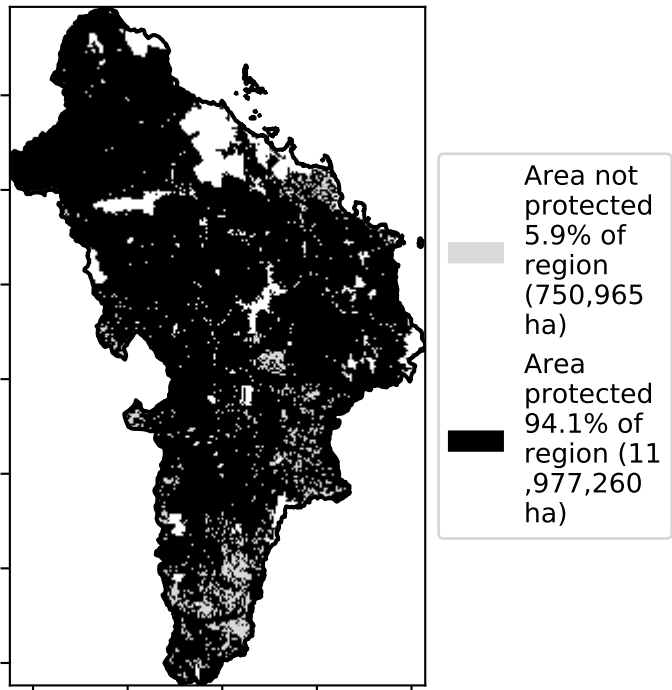 Area not
protected
5.9% of
region
(750,965
ha)
Area
protected
94.1% of
region (11
,977,260
ha)